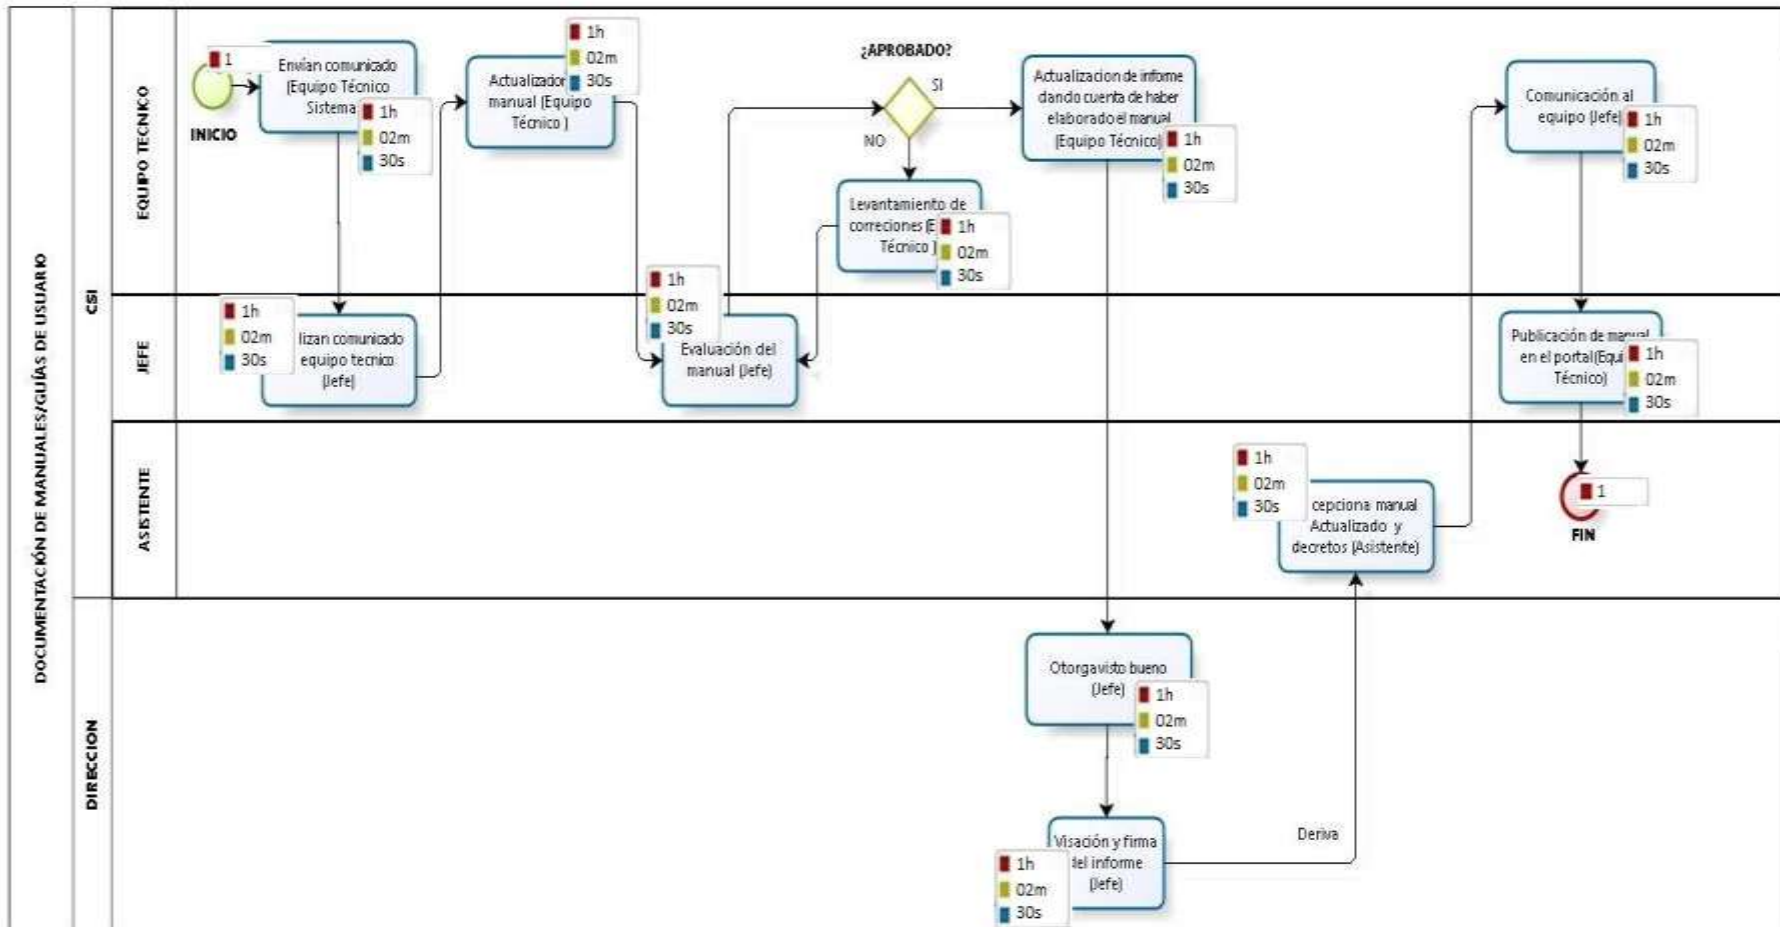 DOCUMENTACIÓN DE MANUALES/GUÍAS DE USUARIO
CSI
DIRECCION
EQUIPO TECNICO
JEFE
ASISTENTE
1
INICIO
Envían comunicado
(Equipo Técnico
Sistema
1h
02m
30s
Actualizacion
manual (Equipo
Técnico )
1h
02m
30s
¿APROBADO?
SI
NO
Levantamiento de
correciones (E
Técnico )
1h
02m
30s
Actualizacion de informe
dando cuenta de haber
elaborado el manual
(Equipo Técnico)
1h
02m
30s
Comunicación al
equipo (Jefe)
1h
02m
30s
1h
02m
30s
lizan comunicado
equipo tecnico
(Jefe)
1h
02m
30s
Evaluación del
manual (Jefe)
Publicación de manual
en el portal(Equi
Técnico)
1h
02m
30s
1h
02m
30s
cepciona manual
Actualizado y
decretos (Asistente)
1
FIN
Otorgavisto bueno
(Jefe)
1h
02m
30s
Visación y firma
del informe
(Jefe)
1h
02m
30s
Deriva